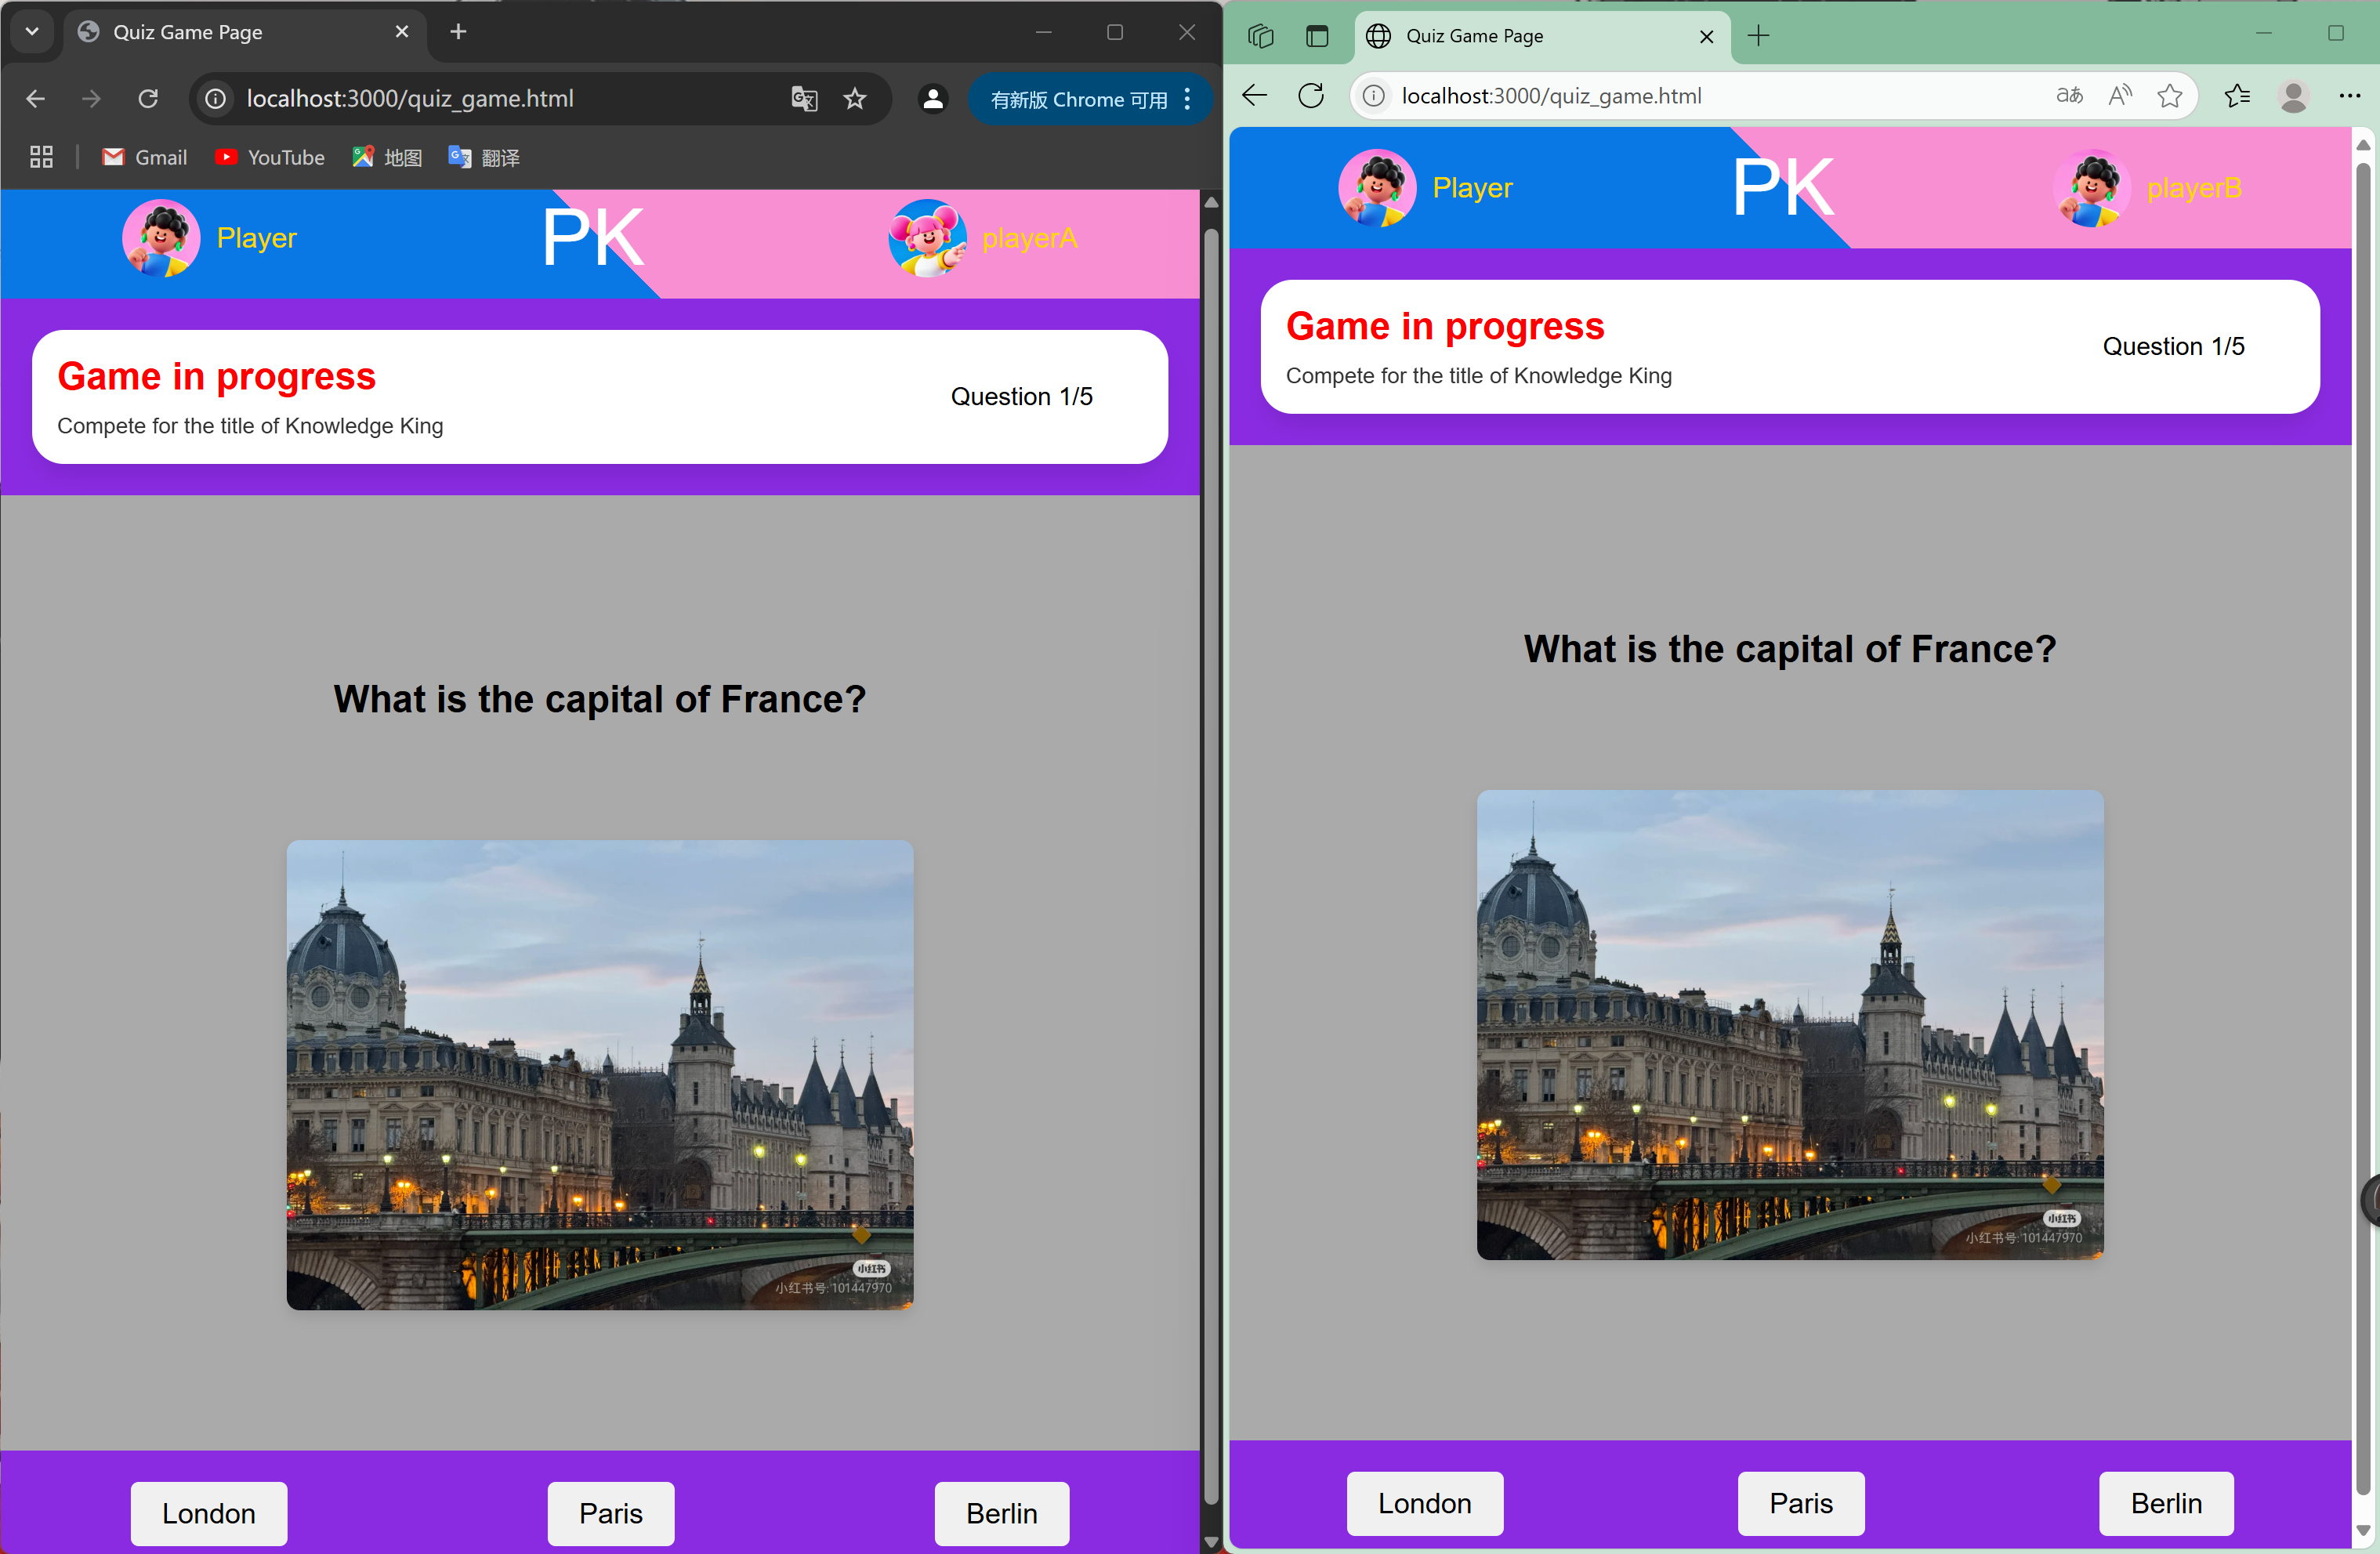 Quiz Game Page
localhost:3000/quiz_game.html
有新版 Chrome 可用
Gmail
YouTube
地图
翻译
Player
PK
playerA
Game in progress
Compete for the title of Knowledge King
Question 1/5
What is the capital of France?
小红书
小红书号: 101447970
London
Paris
Berlin
Quiz Game Page
localhost:3000/quiz_game.html
Player
PK
playerB
Game in progress
Compete for the title of Knowledge King
Question 1/5
What is the capital of France?
小红书
小红书号: 101447970
London
Paris
Berlin